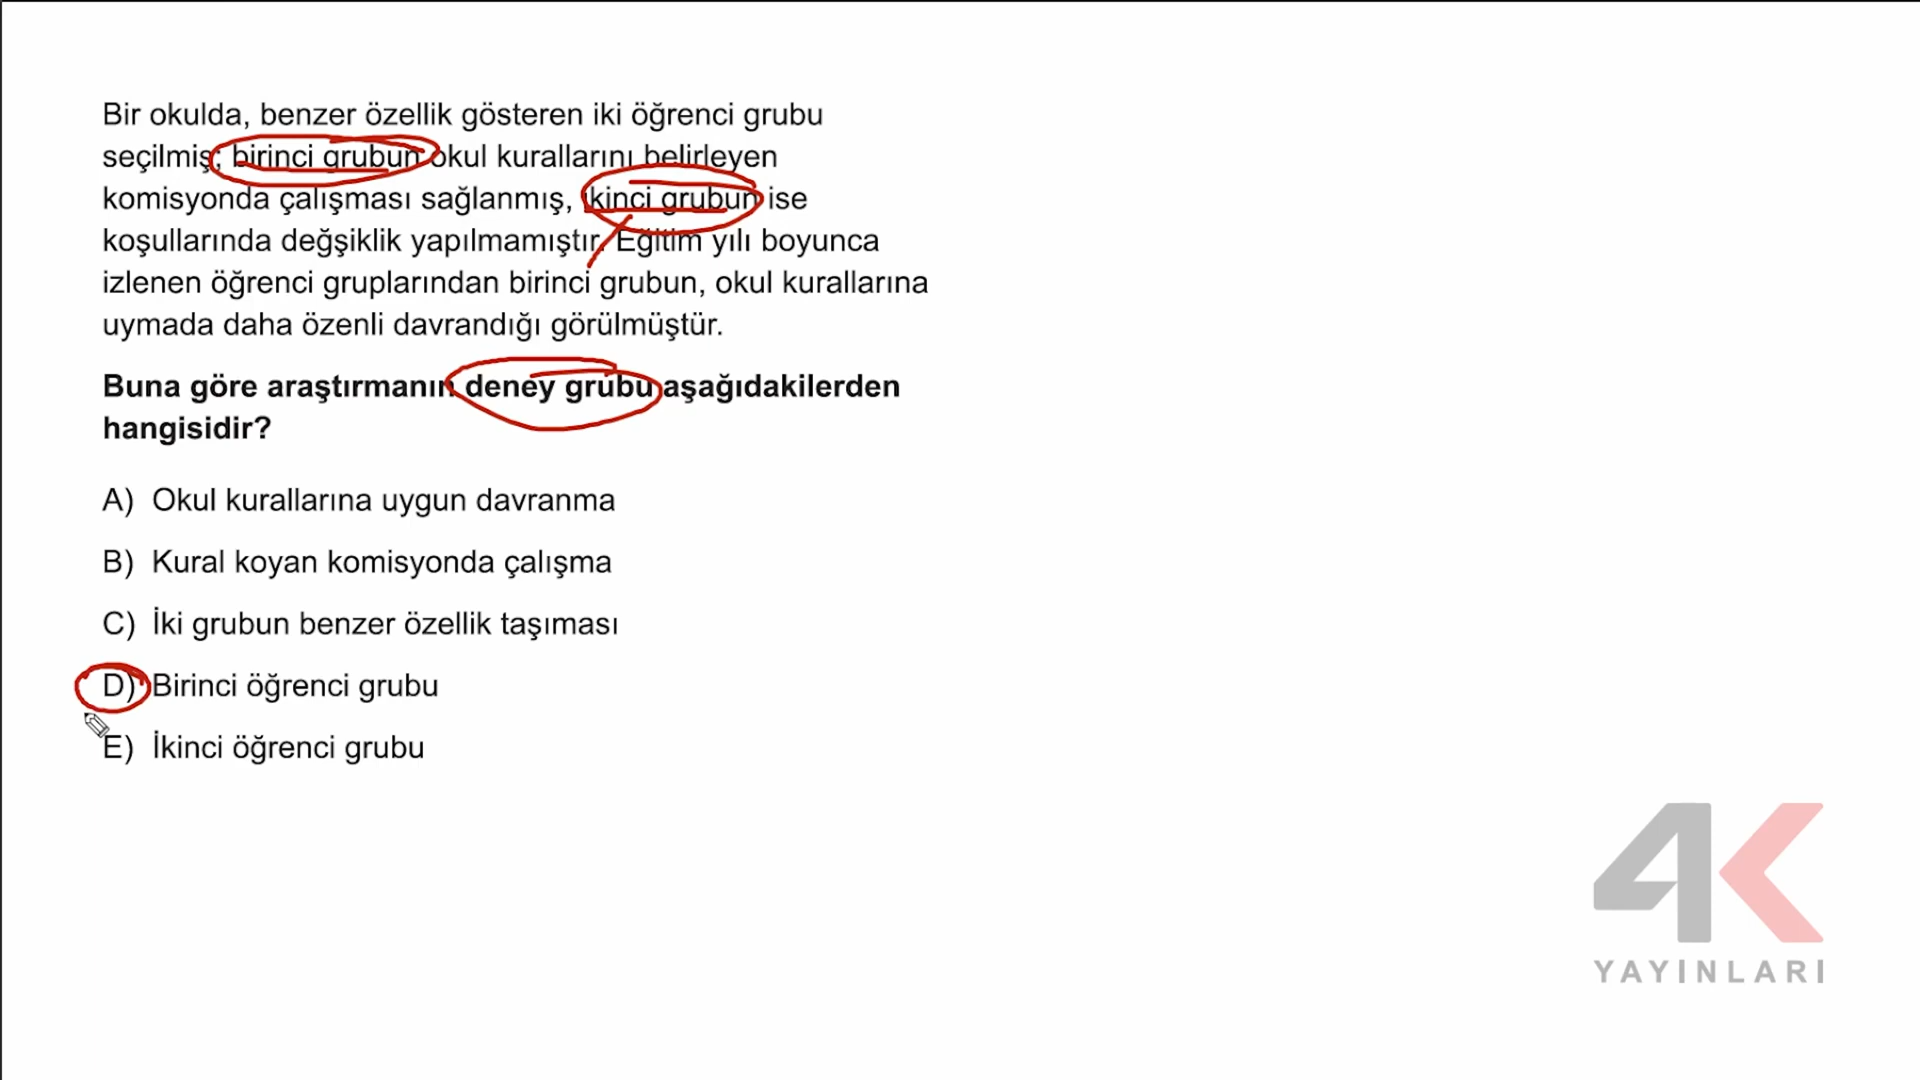 Bir okulda, benzer özellik gösteren iki öğrenci grubu
seçilmiş; birinci grubun okul kurallarını belirleyen
komisyonda çalışması sağlanmış, ikinci grubun ise
koşullarında değşiklik yapılmamıştır. Eğitim yılı boyunca
izlenen öğrenci gruplarından birinci grubun, okul kurallarına
uymada daha özenli davrandığı görülmüştür.
Buna göre araştırmanın deney grubu aşağıdakilerden
hangisidir?
A) Okul kurallarına uygun davranma
B) Kural koyan komisyonda çalışma
C) İki grubun benzer özellik taşıması
D) Birinci öğrenci grubu
E) İkinci öğrenci grubu
4K
YAYINLARI